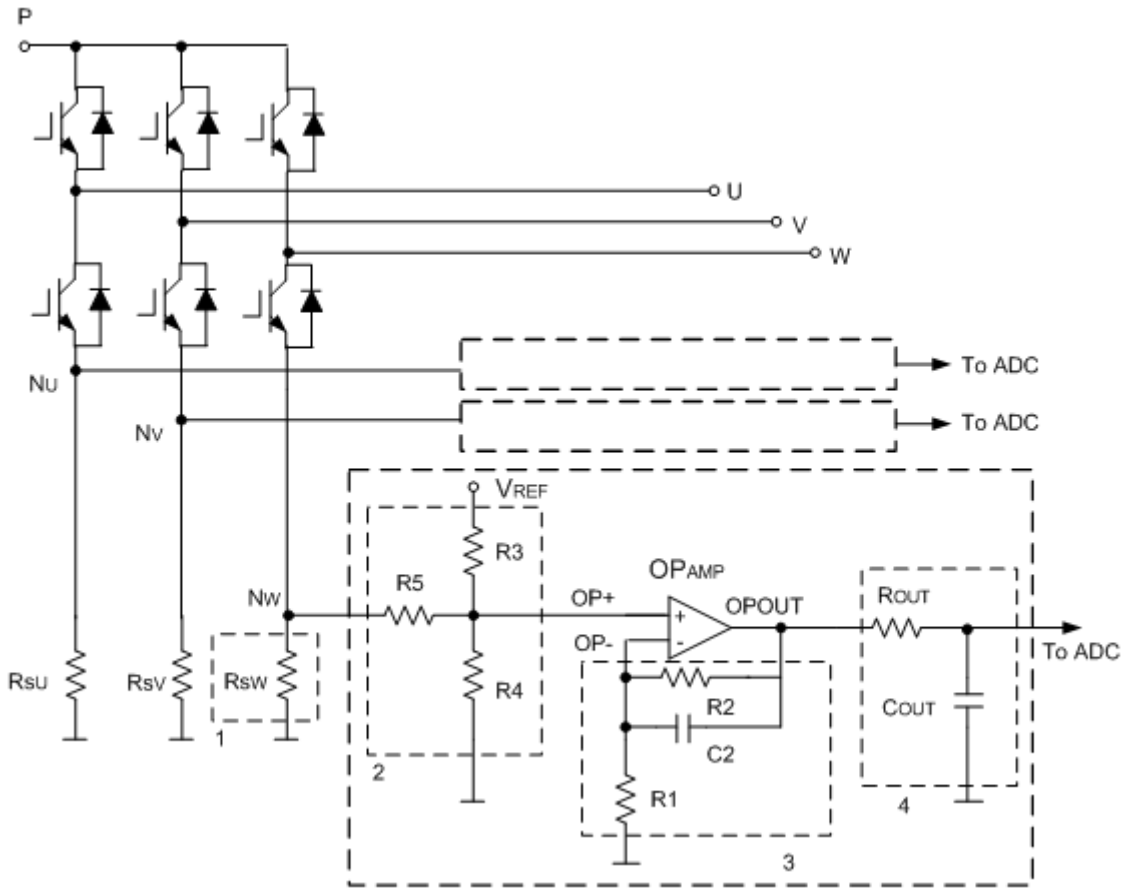 P
U
V
W
NU
To ADC
NV
To ADC
VREF
R3
R5
OPAMP
NW
OP+
OPOUT
ROUT
+
-
OP-
To ADC
RSU
RSV
RSW
R4
R2
COUT
1
C2
2
R1
4
3